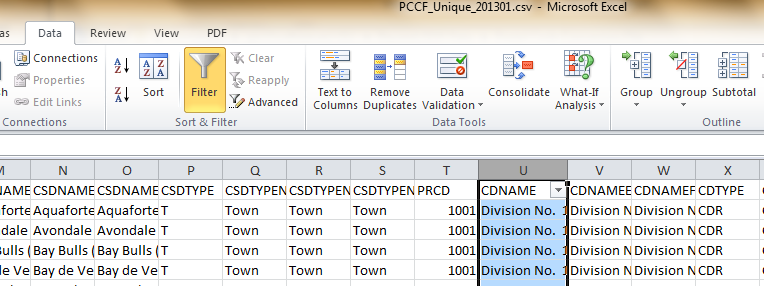 PCCF_Unique_201301.csv - Microsoft Excel
as Data Review View PDF
Connections
Properties
Edit Links
Connections
Sort
Filter
Clear
Reapply
Advanced
Sort & Filter
Text to Columns
Remove Duplicates
Data Validation
Consolidate
What-If Analysis
Data Tools
Group
Ungroup
Subtotal
Outline
M N O P Q R S T U V W X
NAME CSDNAME CSDNAME CSDTYPE CSDTYPEN CSDTYPEN CSDTYPEN PRCD CDNAME CDNAMEE CDNAMEF CDTYPE
aforte Aquaforte Aquaforte T Town Town Town 1001 Division No. 1 Division N Division N CDR
ndale Avondale Avondale T Town Town Town 1001 Division No. 1 Division N Division N CDR
Bulls ( Bay Bulls ( Bay Bulls ( T Town Town Town 1001 Division No. 1 Division N Division N CDR
de Ve Bay de Ve Bay de Ve T Town Town Town 1001 Division No. 1 Division N Division N CDR